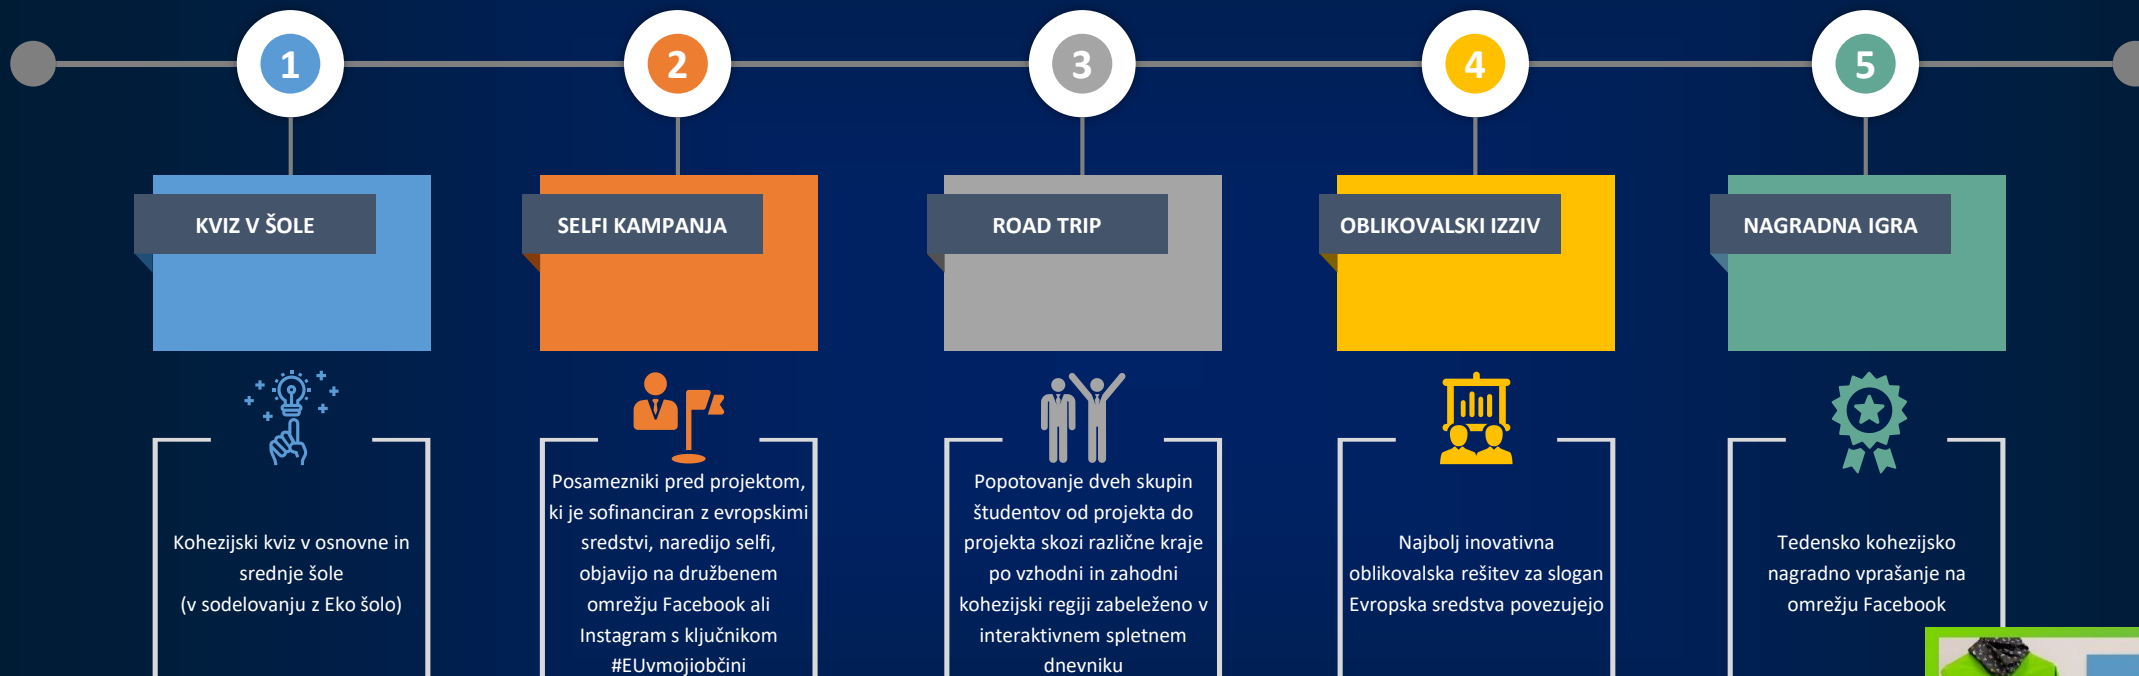 1
2
3
4
5
KVIZ V ŠOLE
SELFI KAMPANJA
ROAD TRIP
OBLIKOVALSKI IZZIV
NAGRADNA IGRA
Kohezijski kviz v osnovne in
srednje šole
(v sodelovanju z Eko šolo)
Posamezniki pred projektom,
ki je sofinanciran z evropskimi
sredstvi, naredijo selfi,
objavijo na družbenem
omrežju Facebook ali
Instagram s ključnikom
#EUvmojiobčini
Popotovanje dveh skupin
študentov od projekta do
projekta skozi različne kraje
po vzhodni in zahodni
kohezijski regiji zabeleženo v
interaktivnem spletnem
dnevniku
Najbolj inovativna
oblikovalska rešitev za slogan
Evropska sredstva povezujejo
Tedensko kohezijsko
nagradno vprašanje na
omrežju Facebook